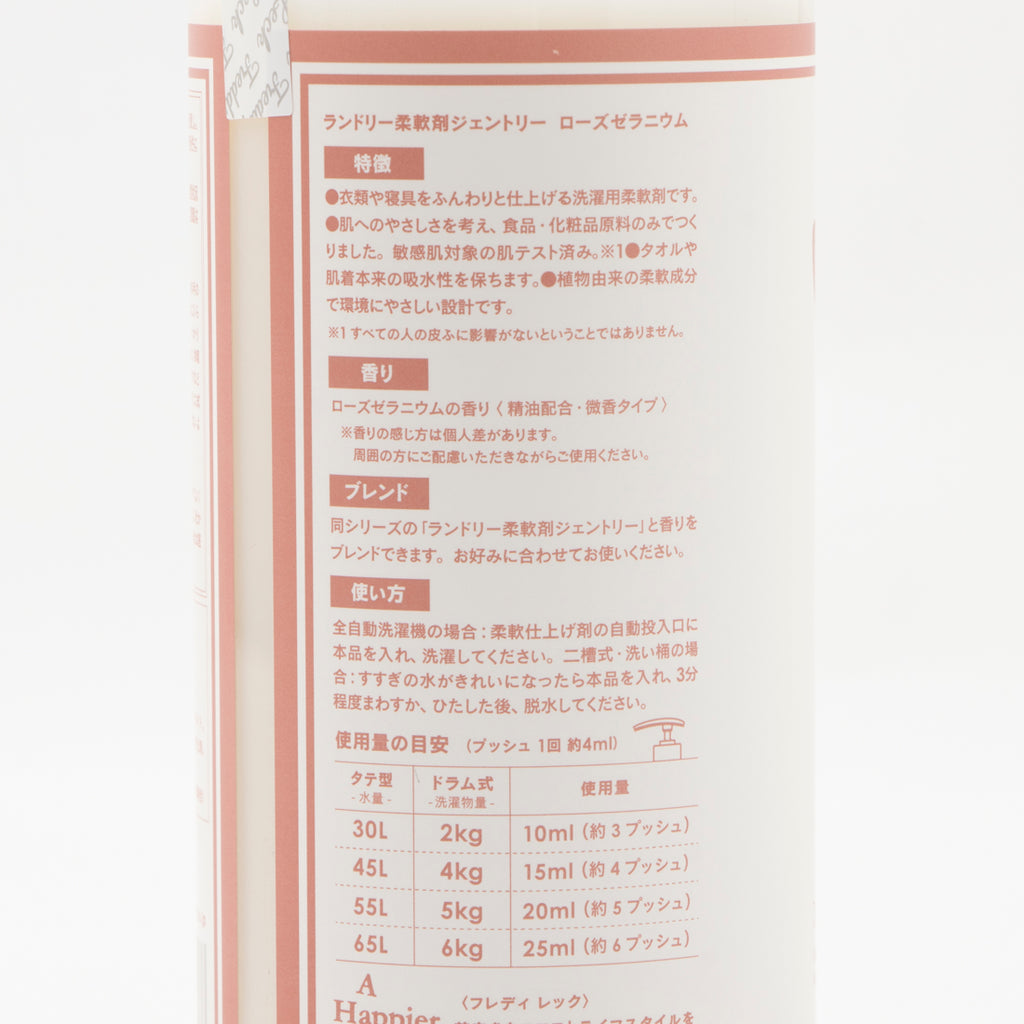 ランドリー柔軟剤ジェントリー ローズゼラニウム
特徴
●衣類や寝具をふんわりと仕上げる洗濯用柔軟剤です。
●肌へのやさしさを考え、食品・化粧品原料のみでつく
りました。敏感肌対象の肌テスト済み。※1●タオルや
肌着本来の吸水性を保ちます。●植物由来の柔軟成分
で環境にやさしい設計です。
※1 すべての人の皮ふに影響がないということではありません。
香り
ローズゼラニウムの香り〈 精油配合・微香タイプ 〉
※香りの感じ方は個人差があります。
周囲の方にご配慮いただきながらご使用ください。
ブレンド
同シリーズの「ランドリー柔軟剤ジェントリー」と香りを
ブレンドできます。お好みに合わせてお使いください。
使い方
全自動洗濯機の場合：柔軟仕上げ剤の自動投入口に
本品を入れ、洗濯してください。二槽式・洗い桶の場
合：すすぎの水がきれいになったら本品を入れ、3分
程度まわすか、ひたした後、脱水してください。
使用量の目安 （プッシュ 1回 約4ml）
タテ型 ドラム式 使用量
- 水量 - - 洗濯物量 -
30L 2kg 10ml（約 3 プッシュ）
45L 4kg 15ml（約 4 プッシュ）
55L 5kg 20ml（約 5 プッシュ）
65L 6kg 25ml（約 6 プッシュ）
A
Happier
〈フレディ レック〉